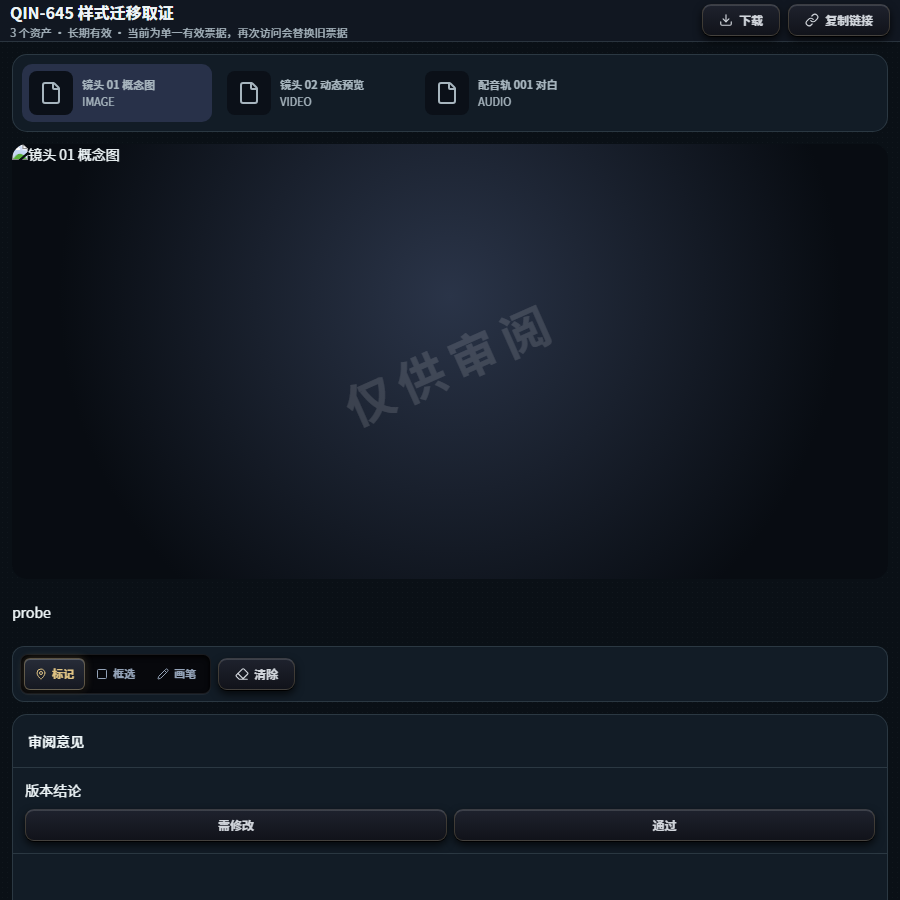 QIN-645 样式迁移取证
3 个资产 • 长期有效 • 当前为单一有效票据，再次访问会替换旧票据
下载
复制链接
镜头 01 概念图
IMAGE
镜头 02 动态预览
VIDEO
配音轨 001 对白
AUDIO
镜头 01 概念图
仅供审阅
probe
标记
框选
画笔
清除
审阅意见
版本结论
需修改
通过